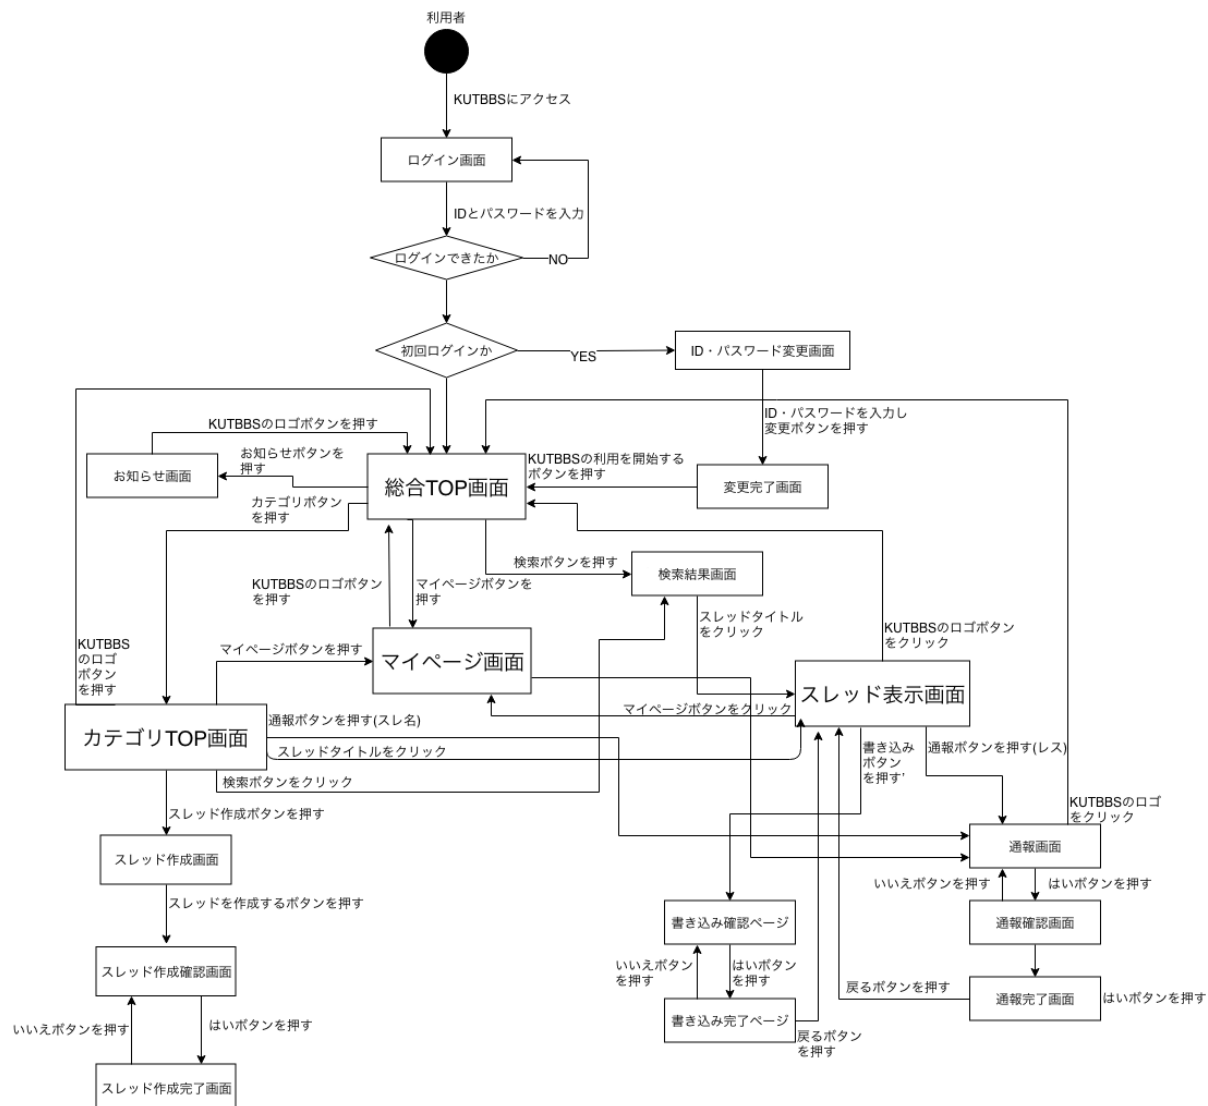 利用者
KUTBBSにアクセス
ログイン画面
IDとパスワードを入力
ログインできたか
NO
初回ログインか
YES
ID・パスワード変更画面
ID・パスワードを入力し
変更ボタンを押す
KUTBBSのロゴボタンを押す
お知らせボタンを
押す
お知らせ画面
KUTBBSの利用を開始する
ボタンを押す
総合TOP画面
変更完了画面
カテゴリボタン
を押す
検索ボタンを押す
検索結果画面
KUTBBSのロゴボタン
を押す
マイページボタンを
押す
スレッドタイトル
をクリック
KUTBBSのロゴボタン
をクリック
KUTBBS
のロゴ
ボタン
を押す
マイページボタンを押す
マイページ画面
スレッド表示画面
マイページボタンをクリック
通報ボタンを押す(スレ名)
カテゴリTOP画面
スレッドタイトルをクリック
検索ボタンをクリック
書き込み
ボタン
を押す'
通報ボタンを押す(レス)
KUTBBSのロゴ
をクリック
スレッド作成ボタンを押す
通報画面
スレッド作成画面
いいえボタンを押す
はいボタンを押す
スレッドを作成するボタンを押す
書き込み確認ページ
通報確認画面
スレッド作成確認画面
いいえボタン
を押す
はいボタン
を押す
戻るボタンを押す
通報完了画面
はいボタンを押す
いいえボタンを押す
はいボタンを押す
書き込み完了ページ
戻るボタン
を押す
スレッド作成完了画面